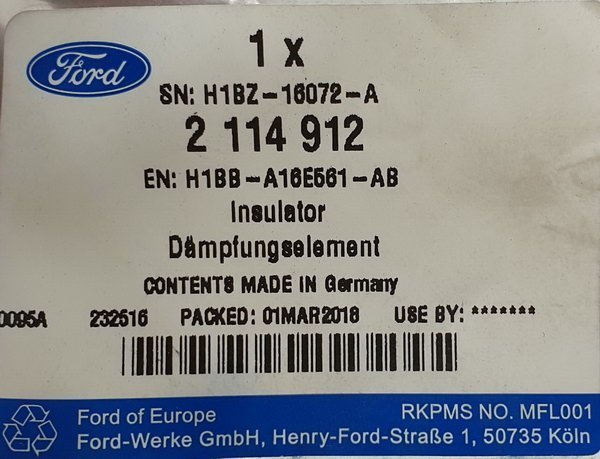 1 x
Ford
SN: H1BZ-16072-A
2 114 912
EN: H1BB-A16E561-AB
Insulator
Dämpfungselement
CONTENTS MADE IN Germany
0095A 232516 PACKED: 01MAR2018 USE BY: *******
Ford of Europe RKPMS NO. MFL001
Ford-Werke GmbH, Henry-Ford-Straße 1, 50735 Köln